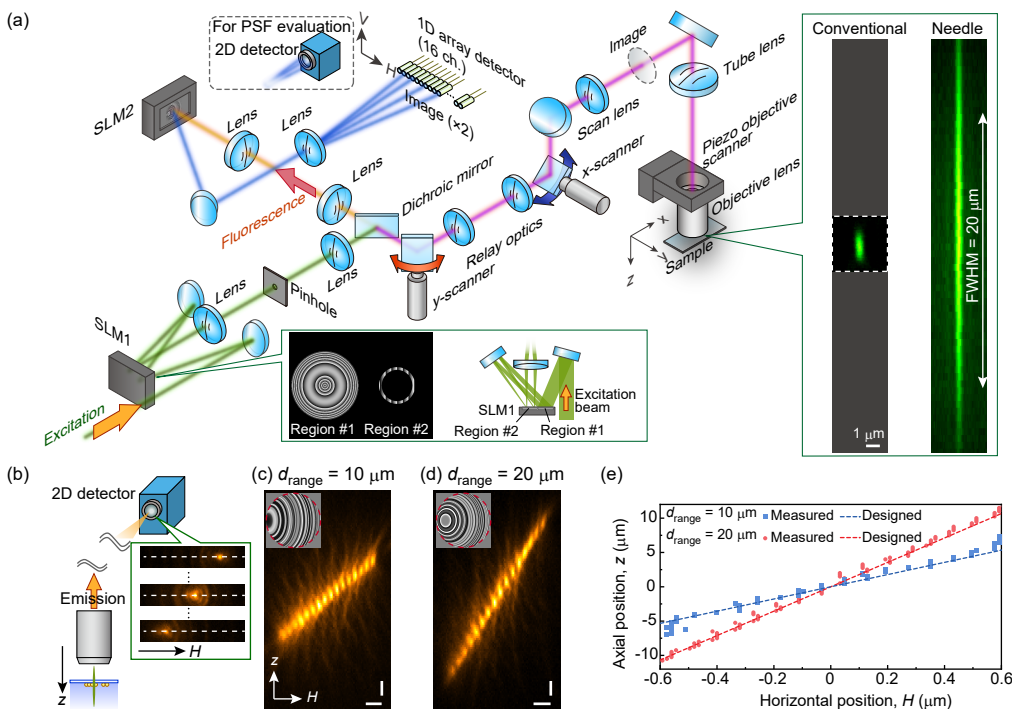 (a)
For PSF evaluation
2D detector
V
H
1D array detector
(16 ch.)
Image (×2)
SLM2
Lens
Lens
Lens
Fluorescence
Dichroic mirror
Lens
Pinhole
Lens
SLM1
Excitation
y-scanner
Relay optics
x-scanner
Scan lens
Image
Tube lens
Piezo objective
scanner
Objective lens
Sample
x
y
z
Region #1
Region #2
SLM1
Region #2
Region #1
Excitation
beam
Conventional
Needle
FWHM = 20 μm
1 μm
(b)
2D detector
Emission
H
z
(c)
d range = 10 μm
z
H
(d)
d range = 20 μm
(e)
d range = 10 μm Measured Designed
d range = 20 μm Measured Designed
Axial position, z (μm)
10
5
0
-5
-10
-0.6
-0.4
-0.2
0
0.2
0.4
0.6
Horizontal position, H (μm)